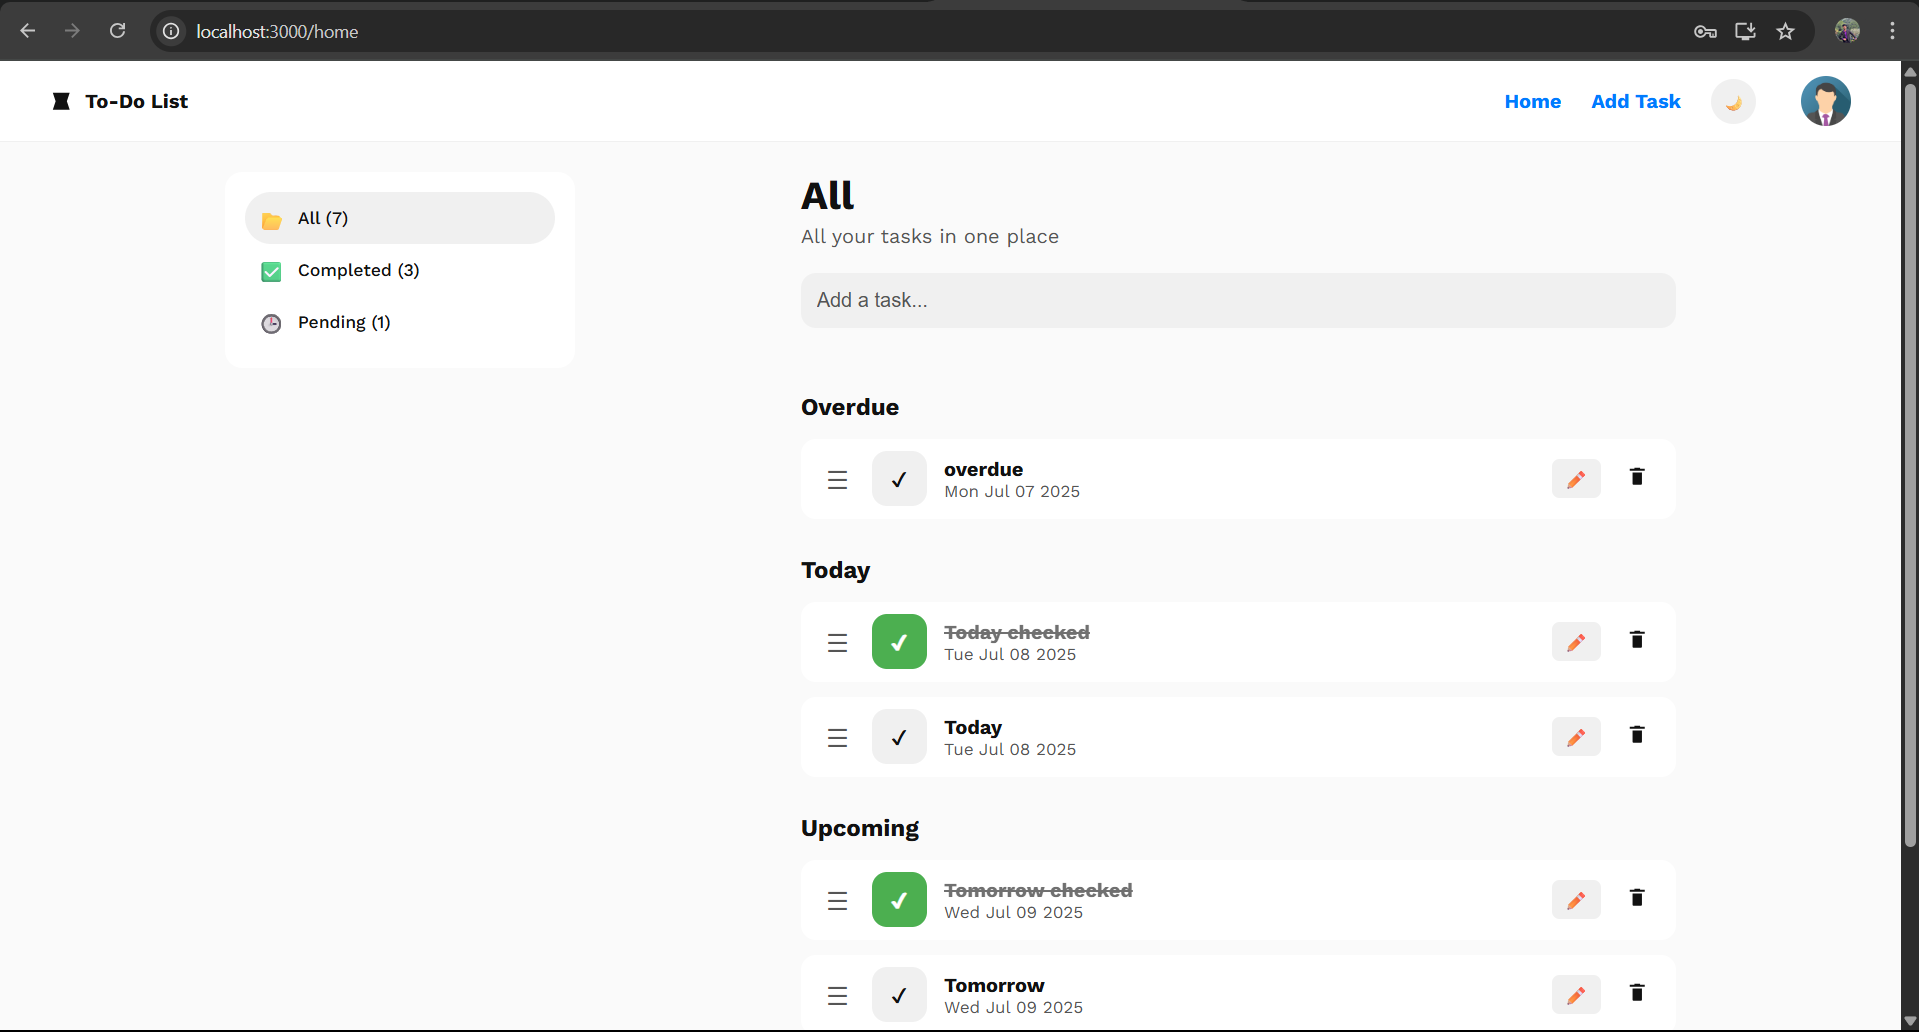 localhost:3000/home
To-Do List
Home
Add Task
All (7)
Completed (3)
Pending (1)
All
All your tasks in one place
Add a task...
Overdue
overdue
Mon Jul 07 2025
Today
Today checked
Tue Jul 08 2025
Today
Tue Jul 08 2025
Upcoming
Tomorrow checked
Wed Jul 09 2025
Tomorrow
Wed Jul 09 2025